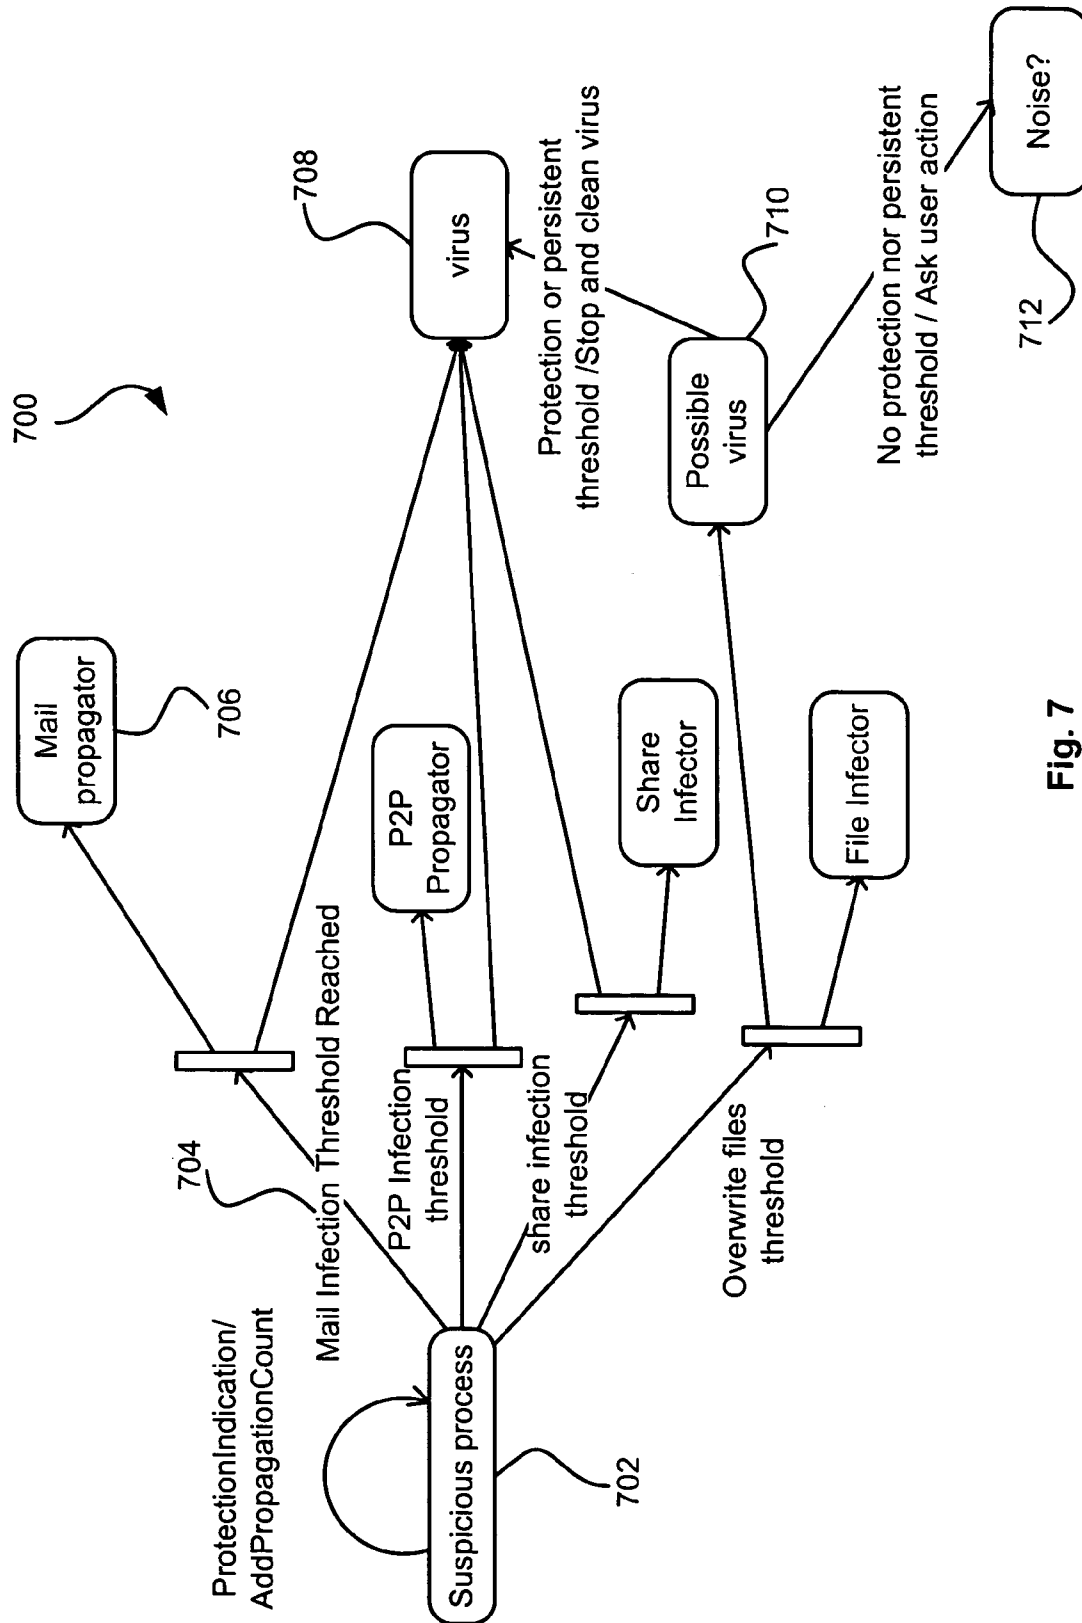 700
ProtectionIndication/
AddPropagationCount
Suspicious process
702
704
Mail Infection Threshold Reached
P2P Infection
threshold
share infection
threshold
Overwrite files
threshold
Mail
propagator
706
P2P
Propagator
Share
Infector
File Infector
virus
708
Protection or persistent
threshold /Stop and clean virus
Possible
virus
710
No protection nor persistent
threshold / Ask user action
Noise?
712
Fig. 7